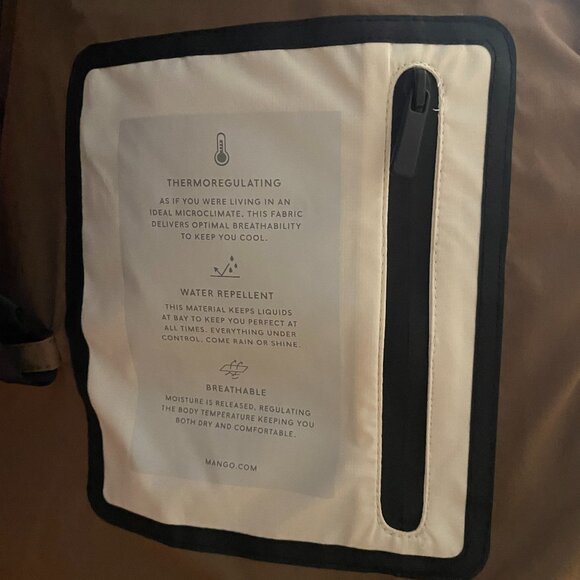 THERMOREGULATING
AS IF YOU WERE LIVING IN AN
IDEAL MICROCLIMATE, THIS FABRIC
DELIVERS OPTIMAL BREATHABILITY
TO KEEP YOU COOL.
WATER REPELLENT
THIS MATERIAL KEEPS LIQUIDS
AT BAY TO KEEP YOU PERFECT AT
ALL TIMES. EVERYTHING UNDER
CONTROL, COME RAIN OR SHINE.
BREATHABLE
MOISTURE IS RELEASED, REGULATING
THE BODY TEMPERATURE KEEPING YOU
BOTH DRY AND COMFORTABLE.
MANGO.COM